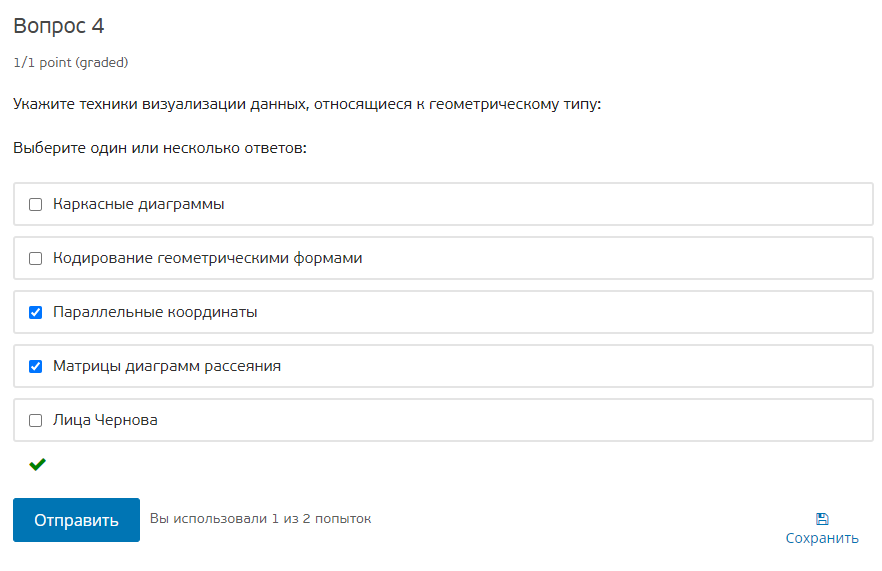 Вопрос 4
1/1 point (graded)
Укажите техники визуализации данных, относящиеся к геометрическому типу:
Выберите один или несколько ответов:
Каркасные диаграммы
Кодирование геометрическими формами
Параллельные координаты
Матрицы диаграмм рассеяния
Лица Чернова
Отправить
Вы использовали 1 из 2 попыток
Сохранить